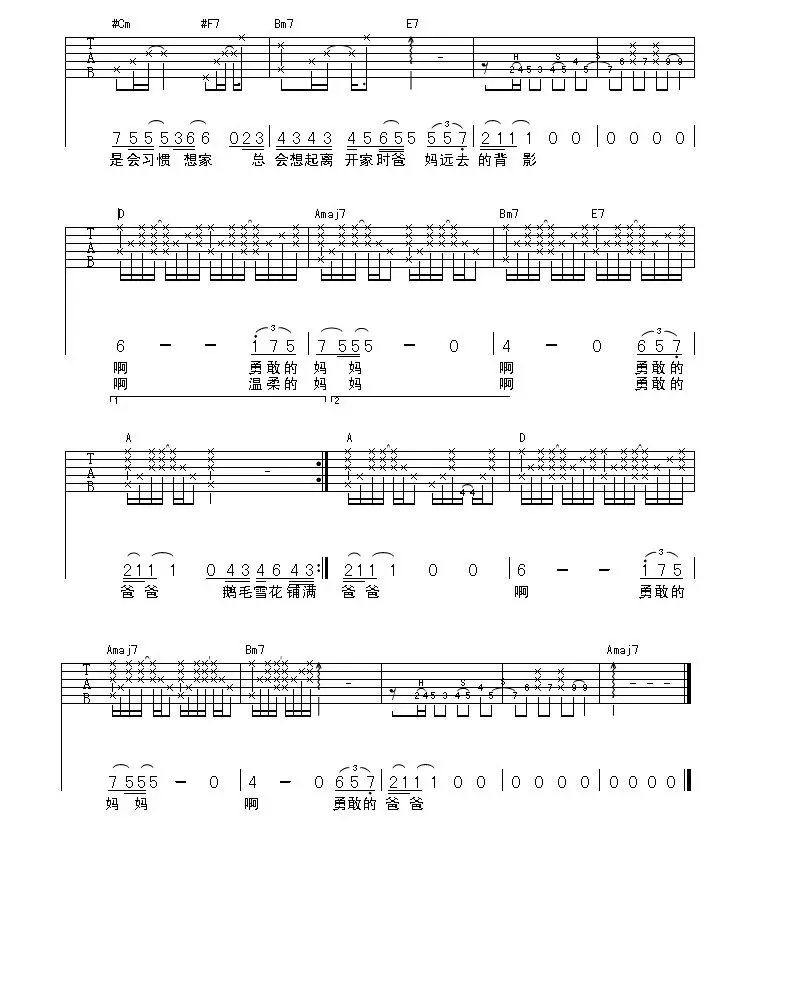 #Cm #F7 Bm7 E7
T A B H S S
2 4 5 3 4 5 4 5 7 6 7 9 9
7 5 5 5 5 3 6 6 0 2 3 4 3 4 3 4 5 6 5 5 5 5 7 2 1 1 1 0 0 0 0 0 0
是会习惯 想家 总 会想起离 开家时爸 妈远去 的背 影
D Amaj7 Bm7 E7
T A B
6 - - 1 7 5 7 5 5 5 - 0 4 - 0 6 5 7
啊 勇敢的 妈 妈 啊 勇敢的
啊 温柔的 妈 妈 啊 勇敢的
1 2
A A D
T A B - 4 4
2 1 1 1 0 4 3 4 6 4 3 2 1 1 1 0 0 6 - - 1 7 5
爸 爸 鹅毛雪花铺满 爸 爸 啊 勇敢的
Amaj7 Bm7 Amaj7
T A B - H S S - - -
2 4 5 3 4 5 4 5 7 6 7 9 9
7 5 5 5 - 0 4 - 0 6 5 7 2 1 1 1 0 0 0 0 0 0 0 0 0 0
妈 妈 啊 勇敢的 爸 爸